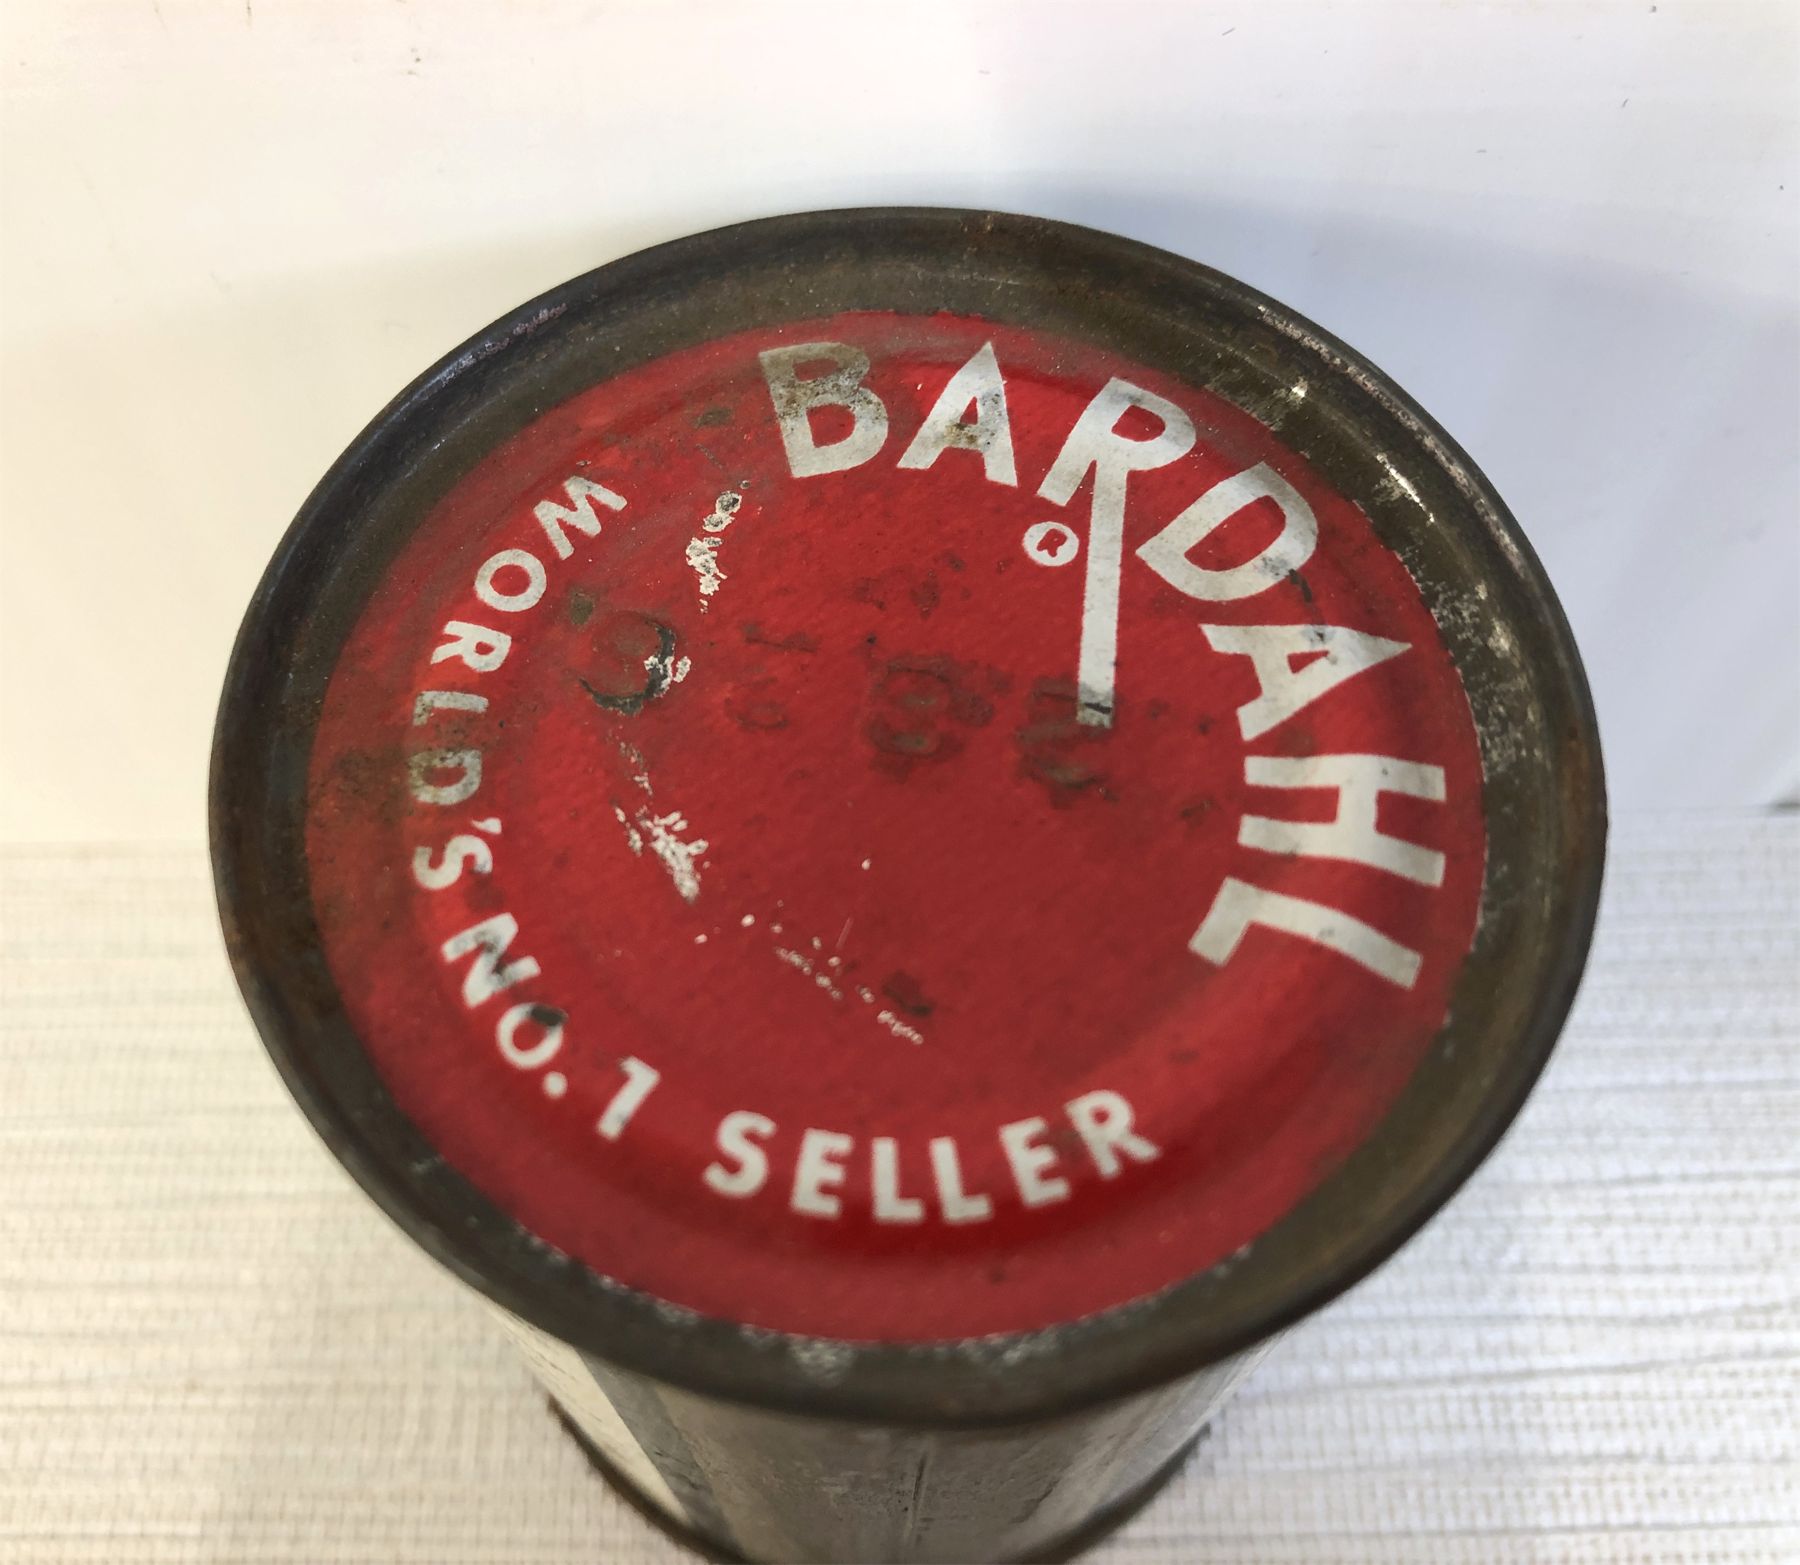 BARDAHL
®
WORLD'S NO. 1 SELLER